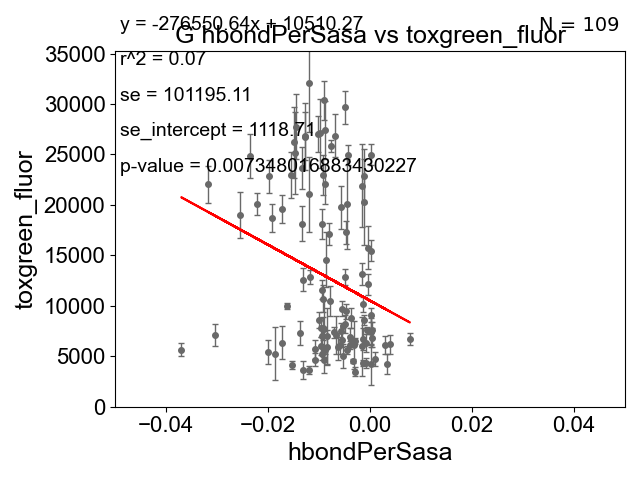 y = -276550.64x + 10510.27
N = 109
G hbondPerSasa vs toxgreen_fluor
r^2 = 0.07
se = 101195.11
se_intercept = 1118.71
p-value = 0.007348016883430227
35000
30000
25000
20000
15000
10000
5000
0
toxgreen_fluor
−0.04 −0.02 0.00 0.02 0.04
hbondPerSasa